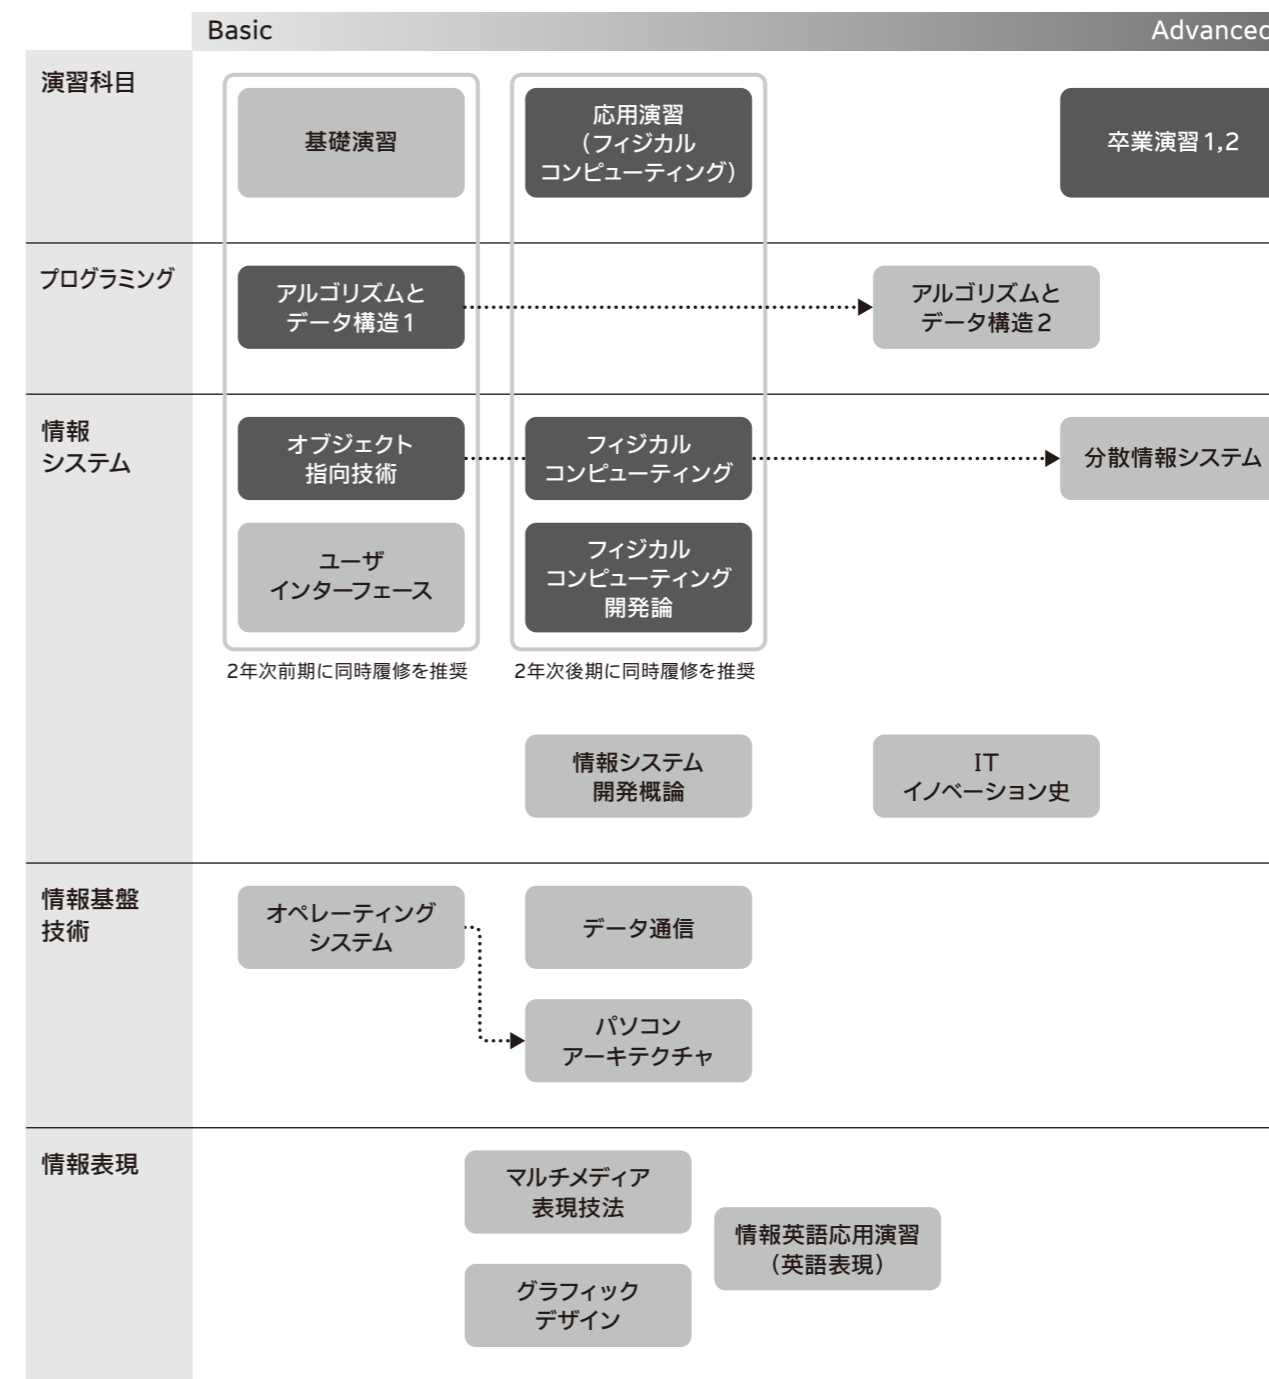 Basic
Advanced
演習科目
基礎演習
応用演習
（フィジカル
コンピューティング）
卒業演習1,2
プログラミング
アルゴリズムと
データ構造1
アルゴリズムと
データ構造2
情報
システム
オブジェクト
指向技術
フィジカル
コンピューティング
分散情報システム
ユーザ
インターフェース
フィジカル
コンピューティング
開発論
2年次前期に同時履修を推奨
2年次後期に同時履修を推奨
情報システム
開発概論
IT
イノベーション史
情報基盤
技術
オペレーティング
システム
データ通信
パソコン
アーキテクチャ
情報表現
マルチメディア
表現技法
情報英語応用演習
（英語表現）
グラフィック
デザイン